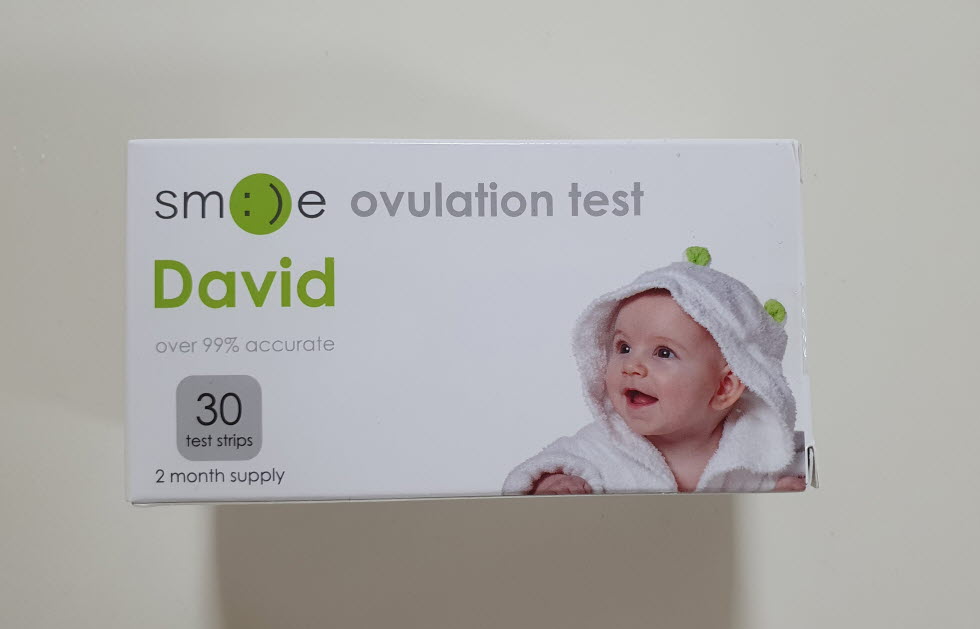 sm:)e ovulation test
David
over 99% accurate
30
test strips
2 month supply